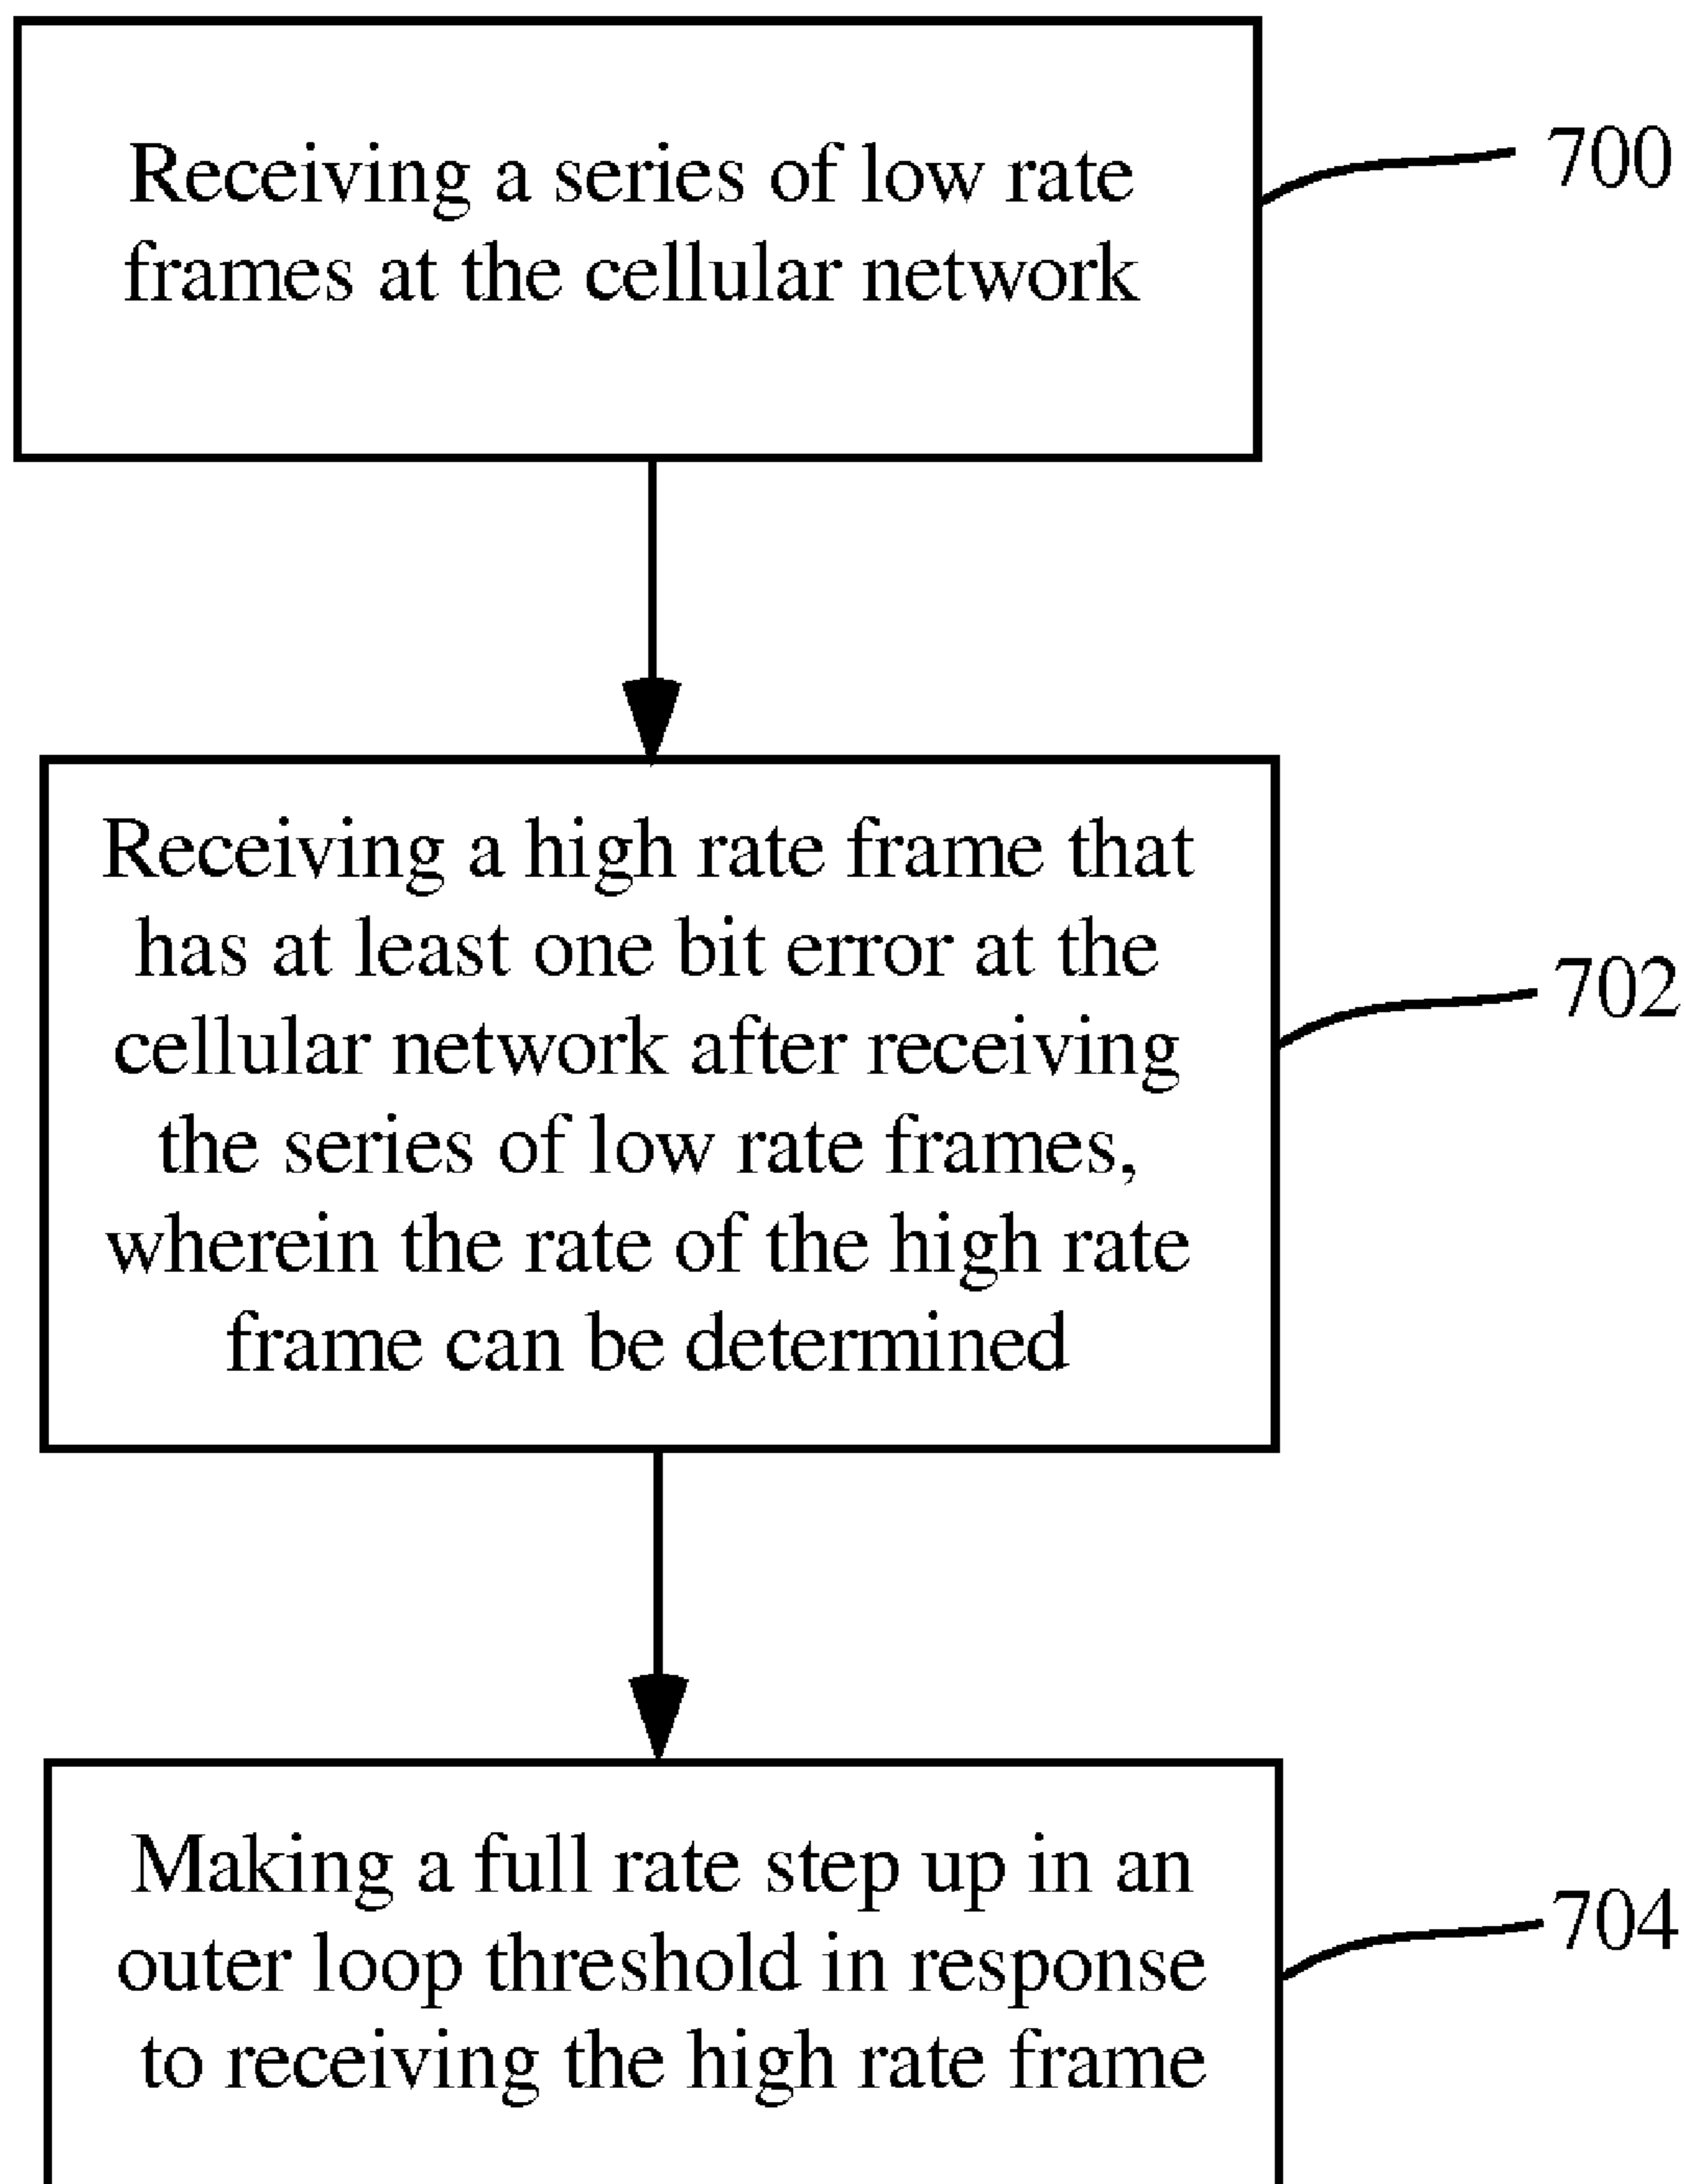 Receiving a series of low rate
frames at the cellular network
700
Receiving a high rate frame that
has at least one bit error at the
cellular network after receiving
the series of low rate frames,
wherein the rate of the high rate
frame can be determined
702
Making a full rate step up in an
outer loop threshold in response
to receiving the high rate frame
704